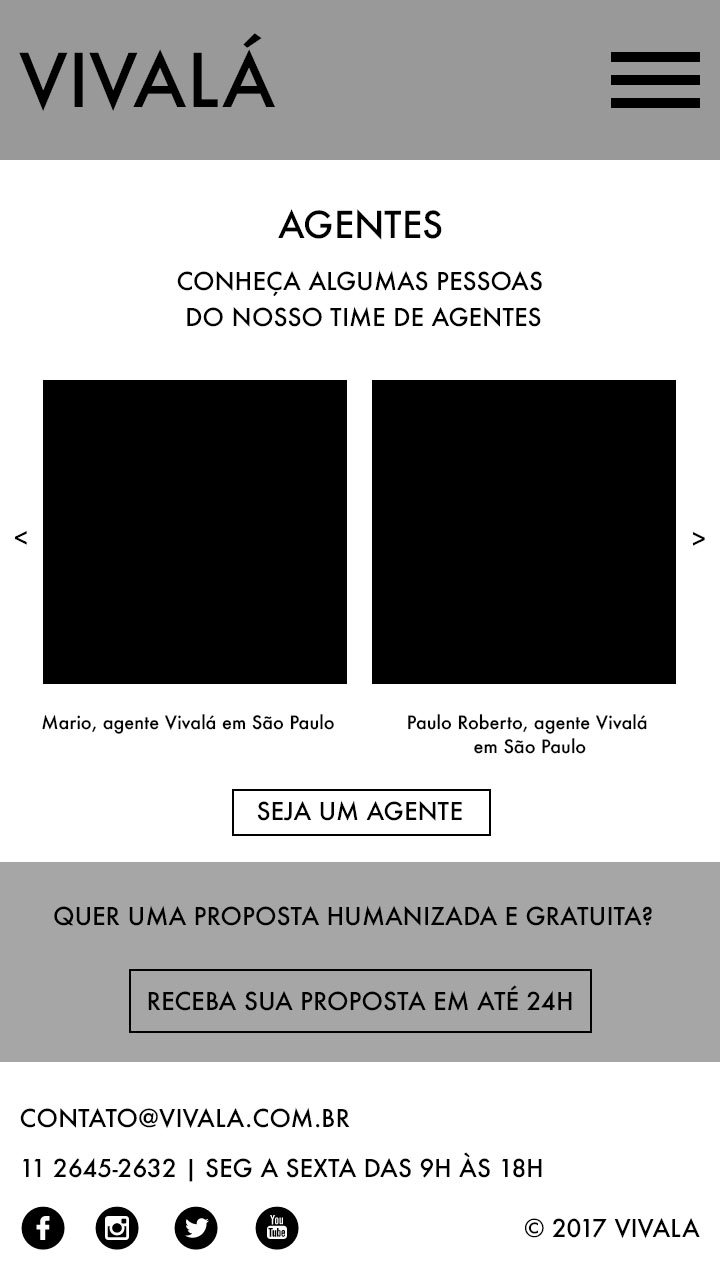 VIVALÁ
AGENTES
CONHEÇA ALGUMAS PESSOAS
DO NOSSO TIME DE AGENTES
<
>
Mario, agente Vivalá em São Paulo
Paulo Roberto, agente Vivalá
em São Paulo
SEJA UM AGENTE
QUER UMA PROPOSTA HUMANIZADA E GRATUITA?
RECEBA SUA PROPOSTA EM ATÉ 24H
CONTATO@VIVALA.COM.BR
11 2645-2632 | SEG A SEXTA DAS 9H ÀS 18H
You
Tube
© 2017 VIVALA